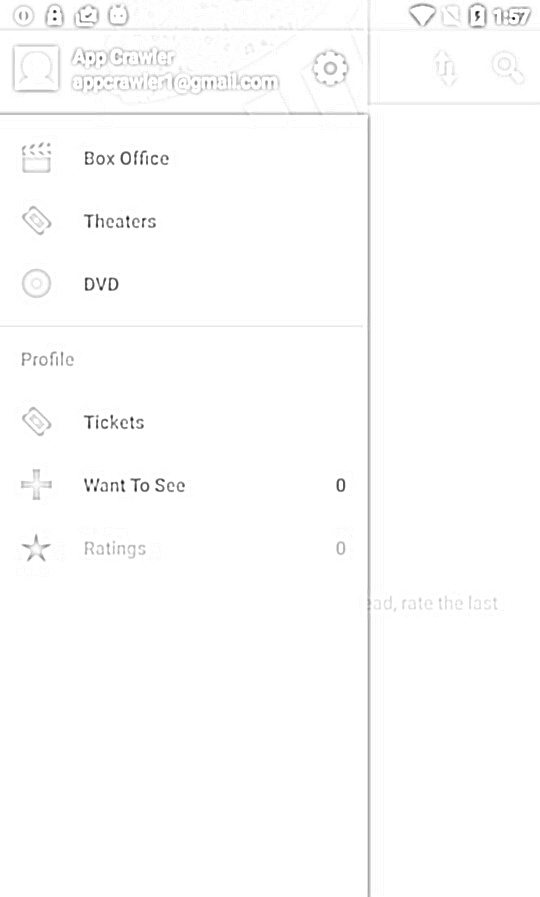 1:57
App Crawler
appcrawler1@gmail.com
Box Office
Theaters
DVD
Profile
Tickets
Want To See 0
Ratings 0
ead, rate the last